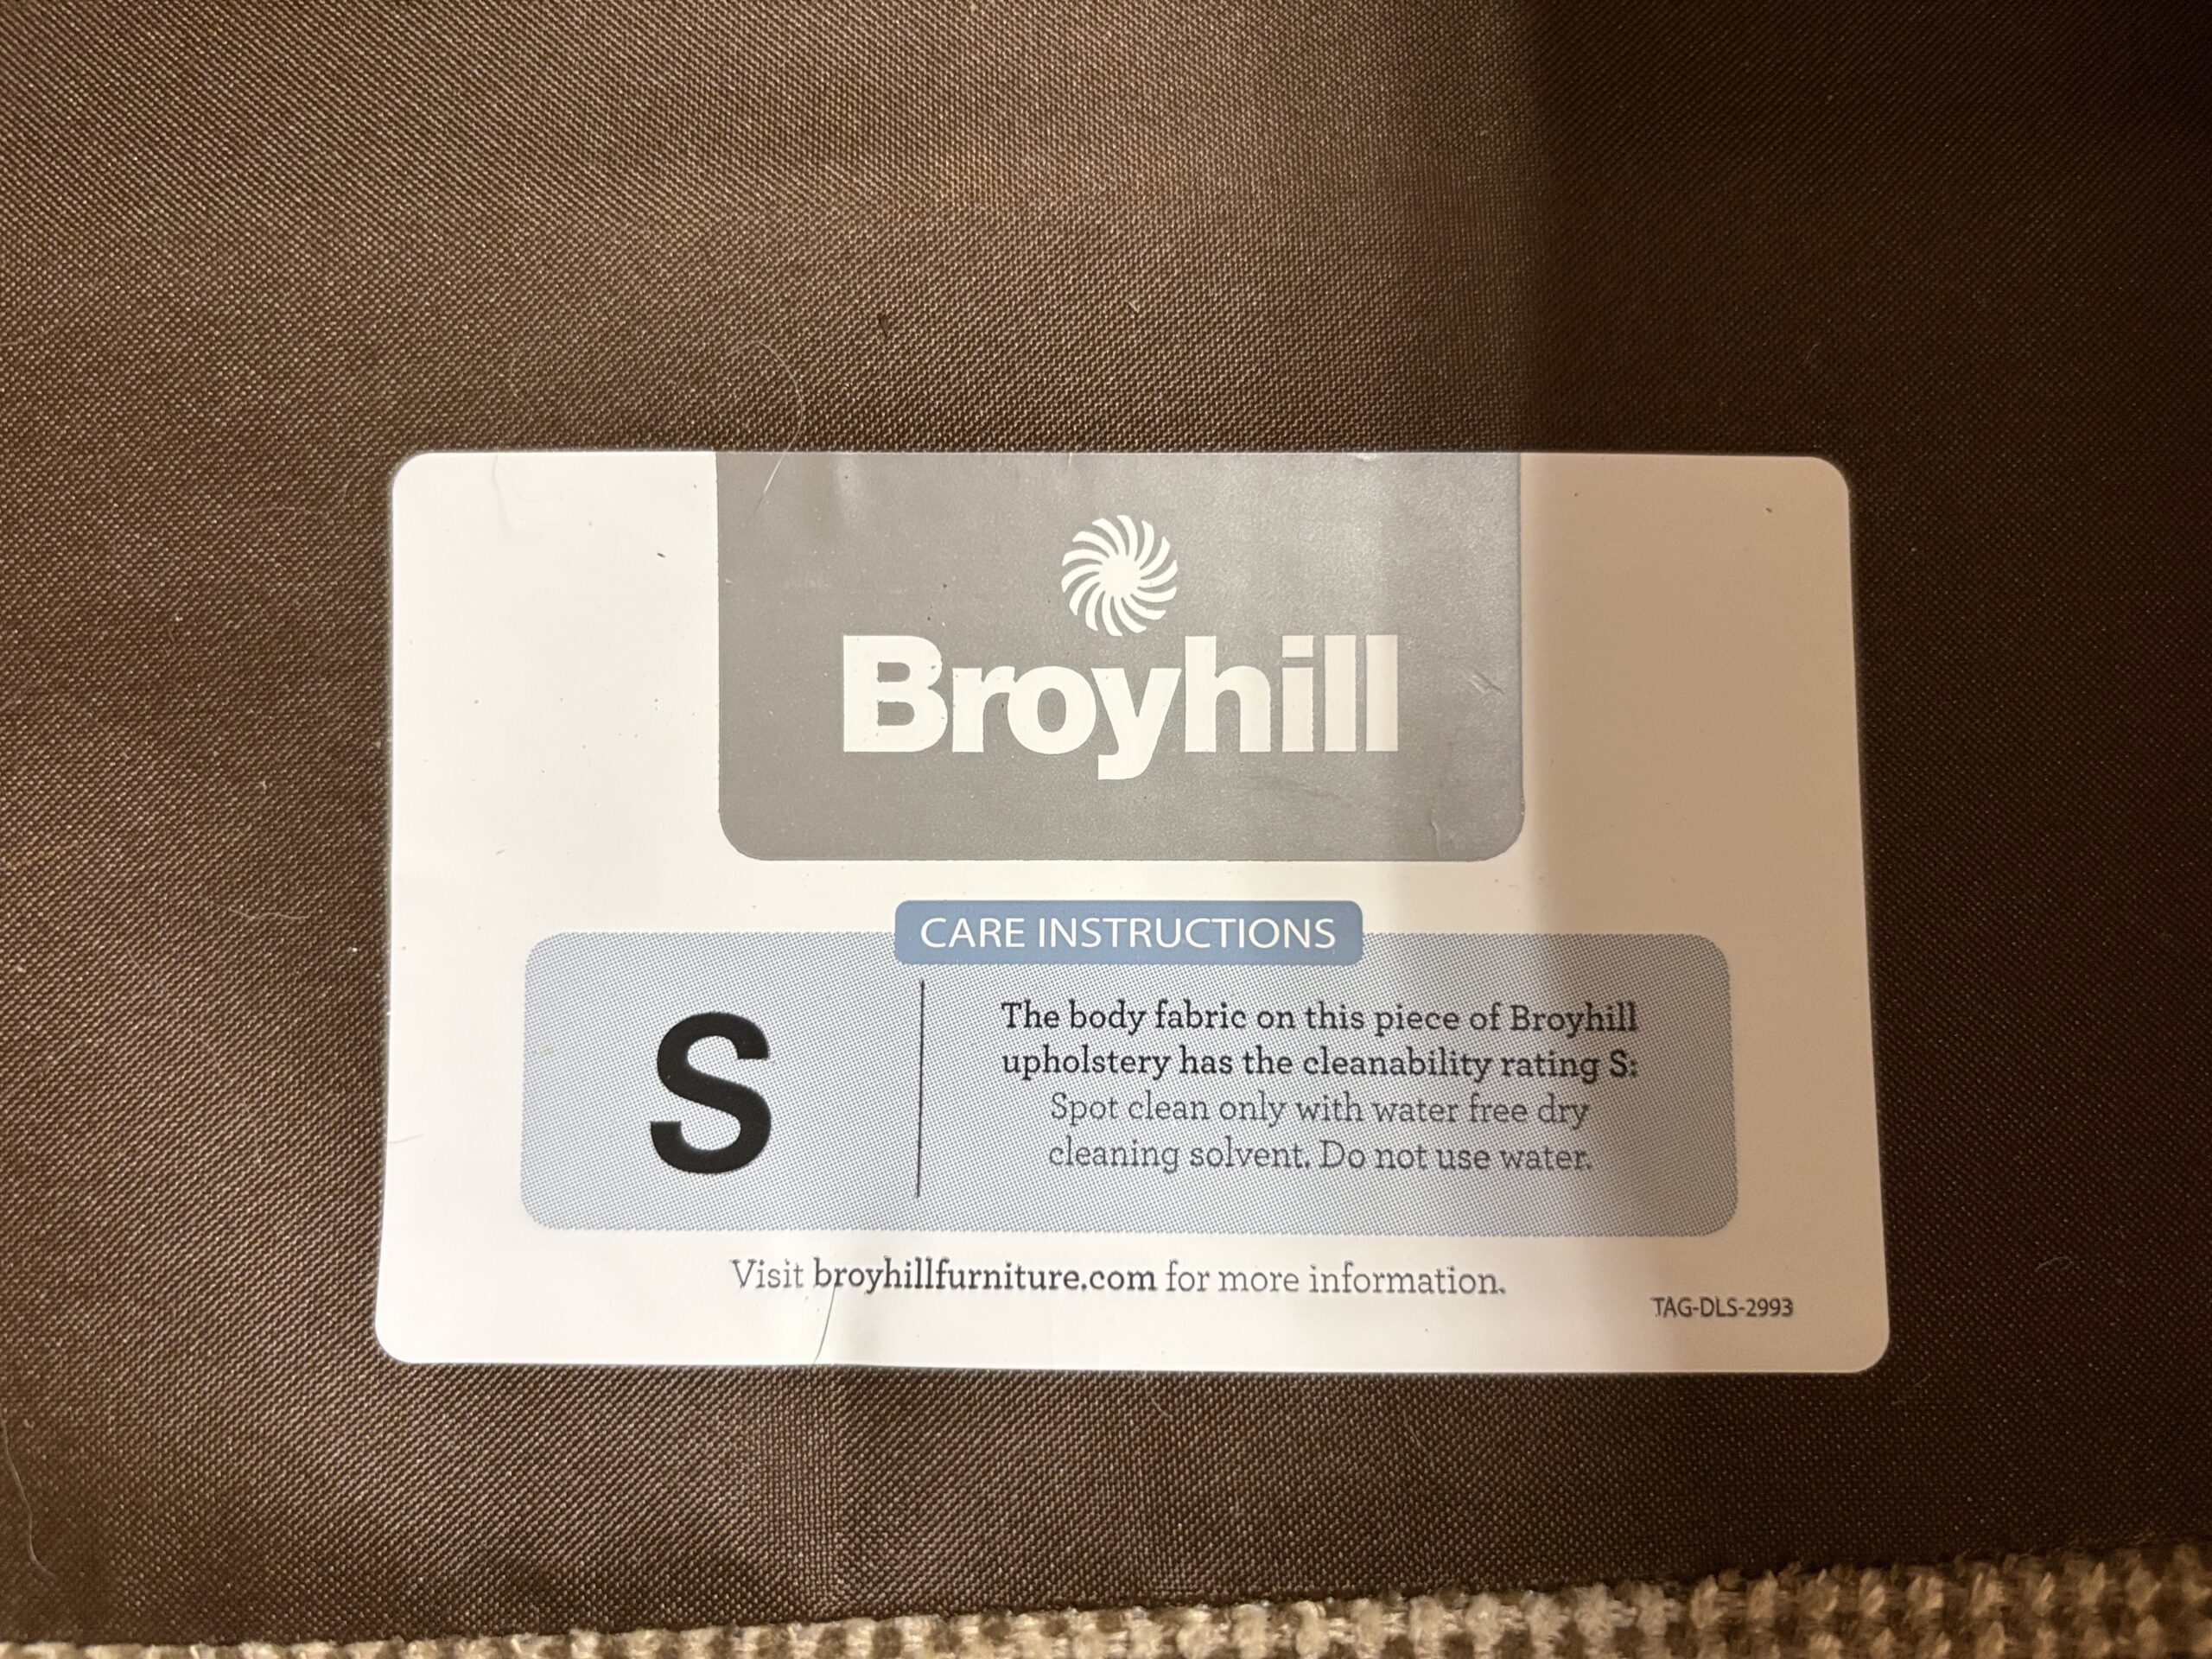 Broyhill
CARE INSTRUCTIONS
S
The body fabric on this piece of Broyhill
upholstery has the cleanability rating S:
Spot clean only with water free dry
cleaning solvent. Do not use water.
Visit broyhillfurniture.com for more information.
TAG-DLS-2993